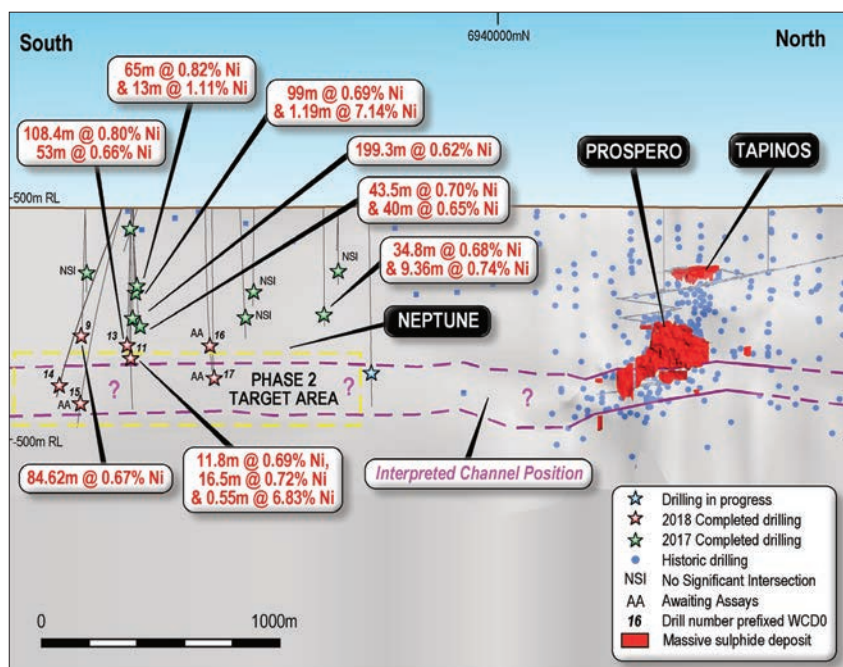 South
6940000mN
North
65m @ 0.82% Ni
& 13m @ 1.11% Ni
99m @ 0.69% Ni
& 1.19m @ 7.14% Ni
108.4m @ 0.80% Ni
53m @ 0.66% Ni
199.3m @ 0.62% Ni
PROSPERO
TAPINOS
43.5m @ 0.70% Ni
& 40m @ 0.65% Ni
-500m RL
34.8m @ 0.68% Ni
& 9.36m @ 0.74% Ni
NSI
NSI
NSI
NEPTUNE
9
13
11
AA
16
14
?
AA
15
AA
17
PHASE 2
TARGET AREA
?
?
-500m RL
84.62m @ 0.67% Ni
11.8m @ 0.69% Ni,
16.5m @ 0.72% Ni
& 0.55m @ 6.83% Ni
Interpreted Channel Position
Drilling in progress
2018 Completed drilling
2017 Completed drilling
Historic drilling
NSI No Significant Intersection
AA Awaiting Assays
16 Drill number prefixed WCD0
Massive sulphide deposit
0
1000m